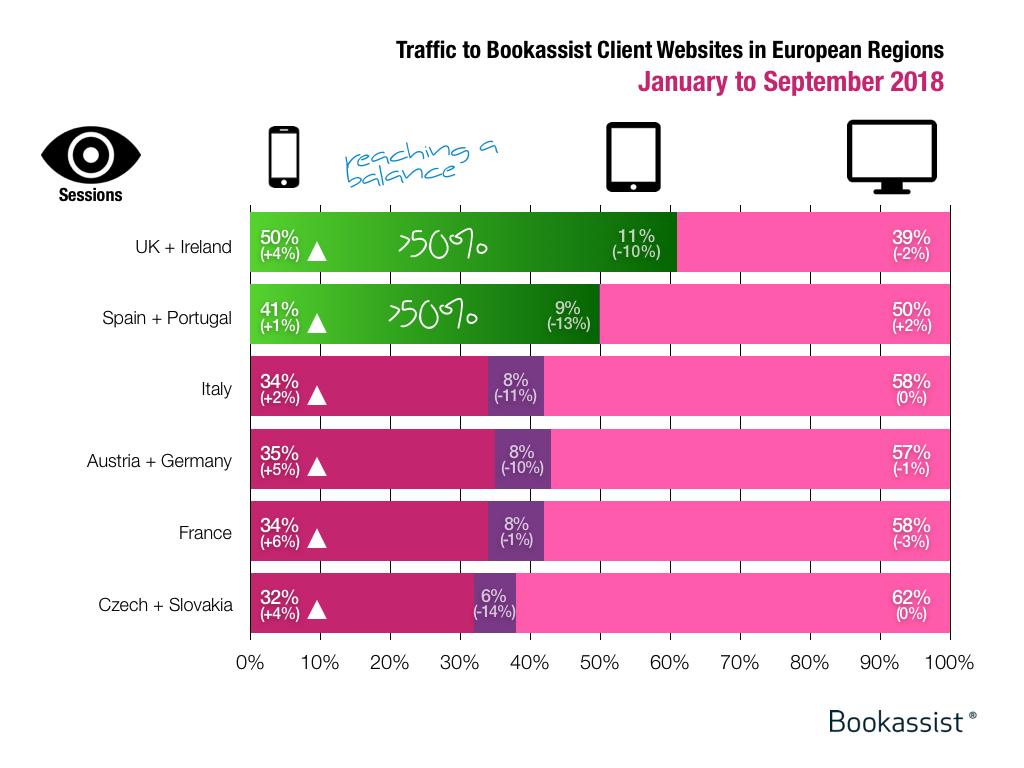 Traffic to Bookassist Client Websites in European Regions
January to September 2018
Sessions
reaching a
balance
UK + Ireland
50%
(+4%)
>50%
11%
(-10%)
39%
(-2%)
Spain + Portugal
41%
(+1%)
>50%
9%
(-13%)
50%
(+2%)
Italy
34%
(+2%)
8%
(-11%)
58%
(0%)
Austria + Germany
35%
(+5%)
8%
(-10%)
57%
(-1%)
France
34%
(+6%)
8%
(-1%)
58%
(-3%)
Czech + Slovakia
32%
(+4%)
6%
(-14%)
62%
(0%)
0% 10% 20% 30% 40% 50% 60% 70% 80% 90% 100%
Bookassist ®